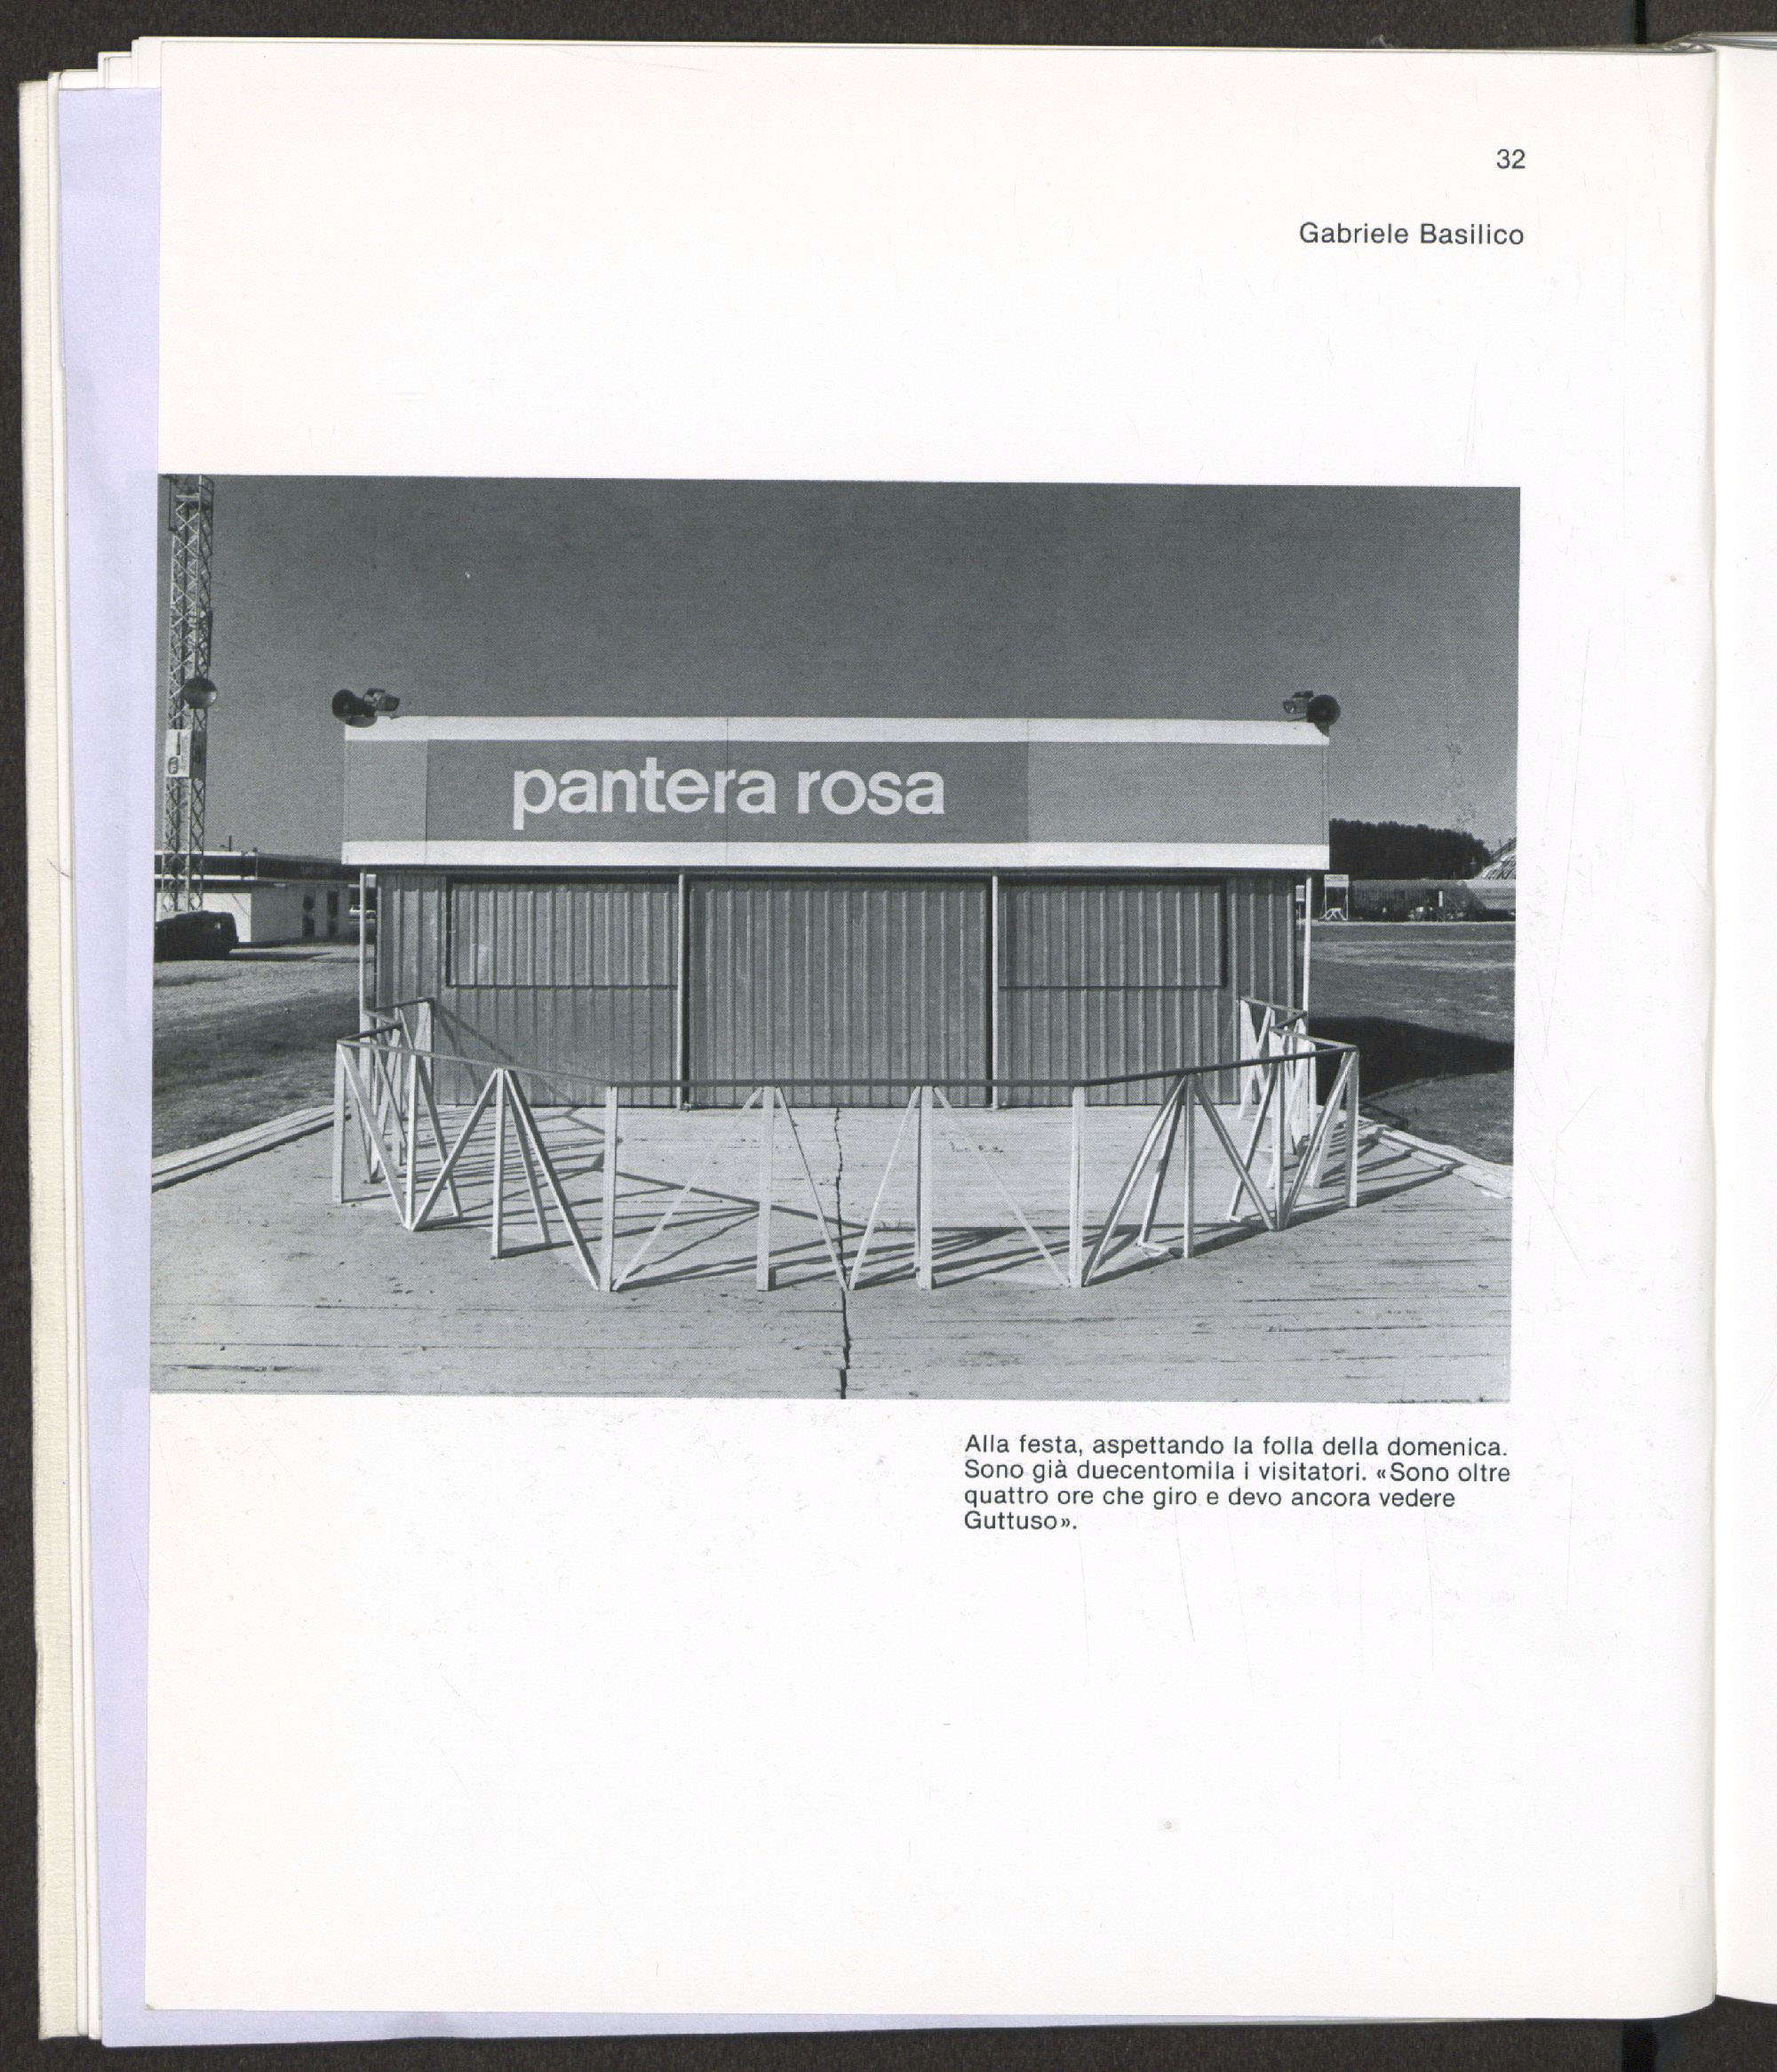 32
Gabriele Basilico
pantera rosa
Alla festa, aspettando la folla della domenica.
Sono già duecentomila i visitatori. «Sono oltre
quattro ore che giro e devo ancora vedere
Guttuso».